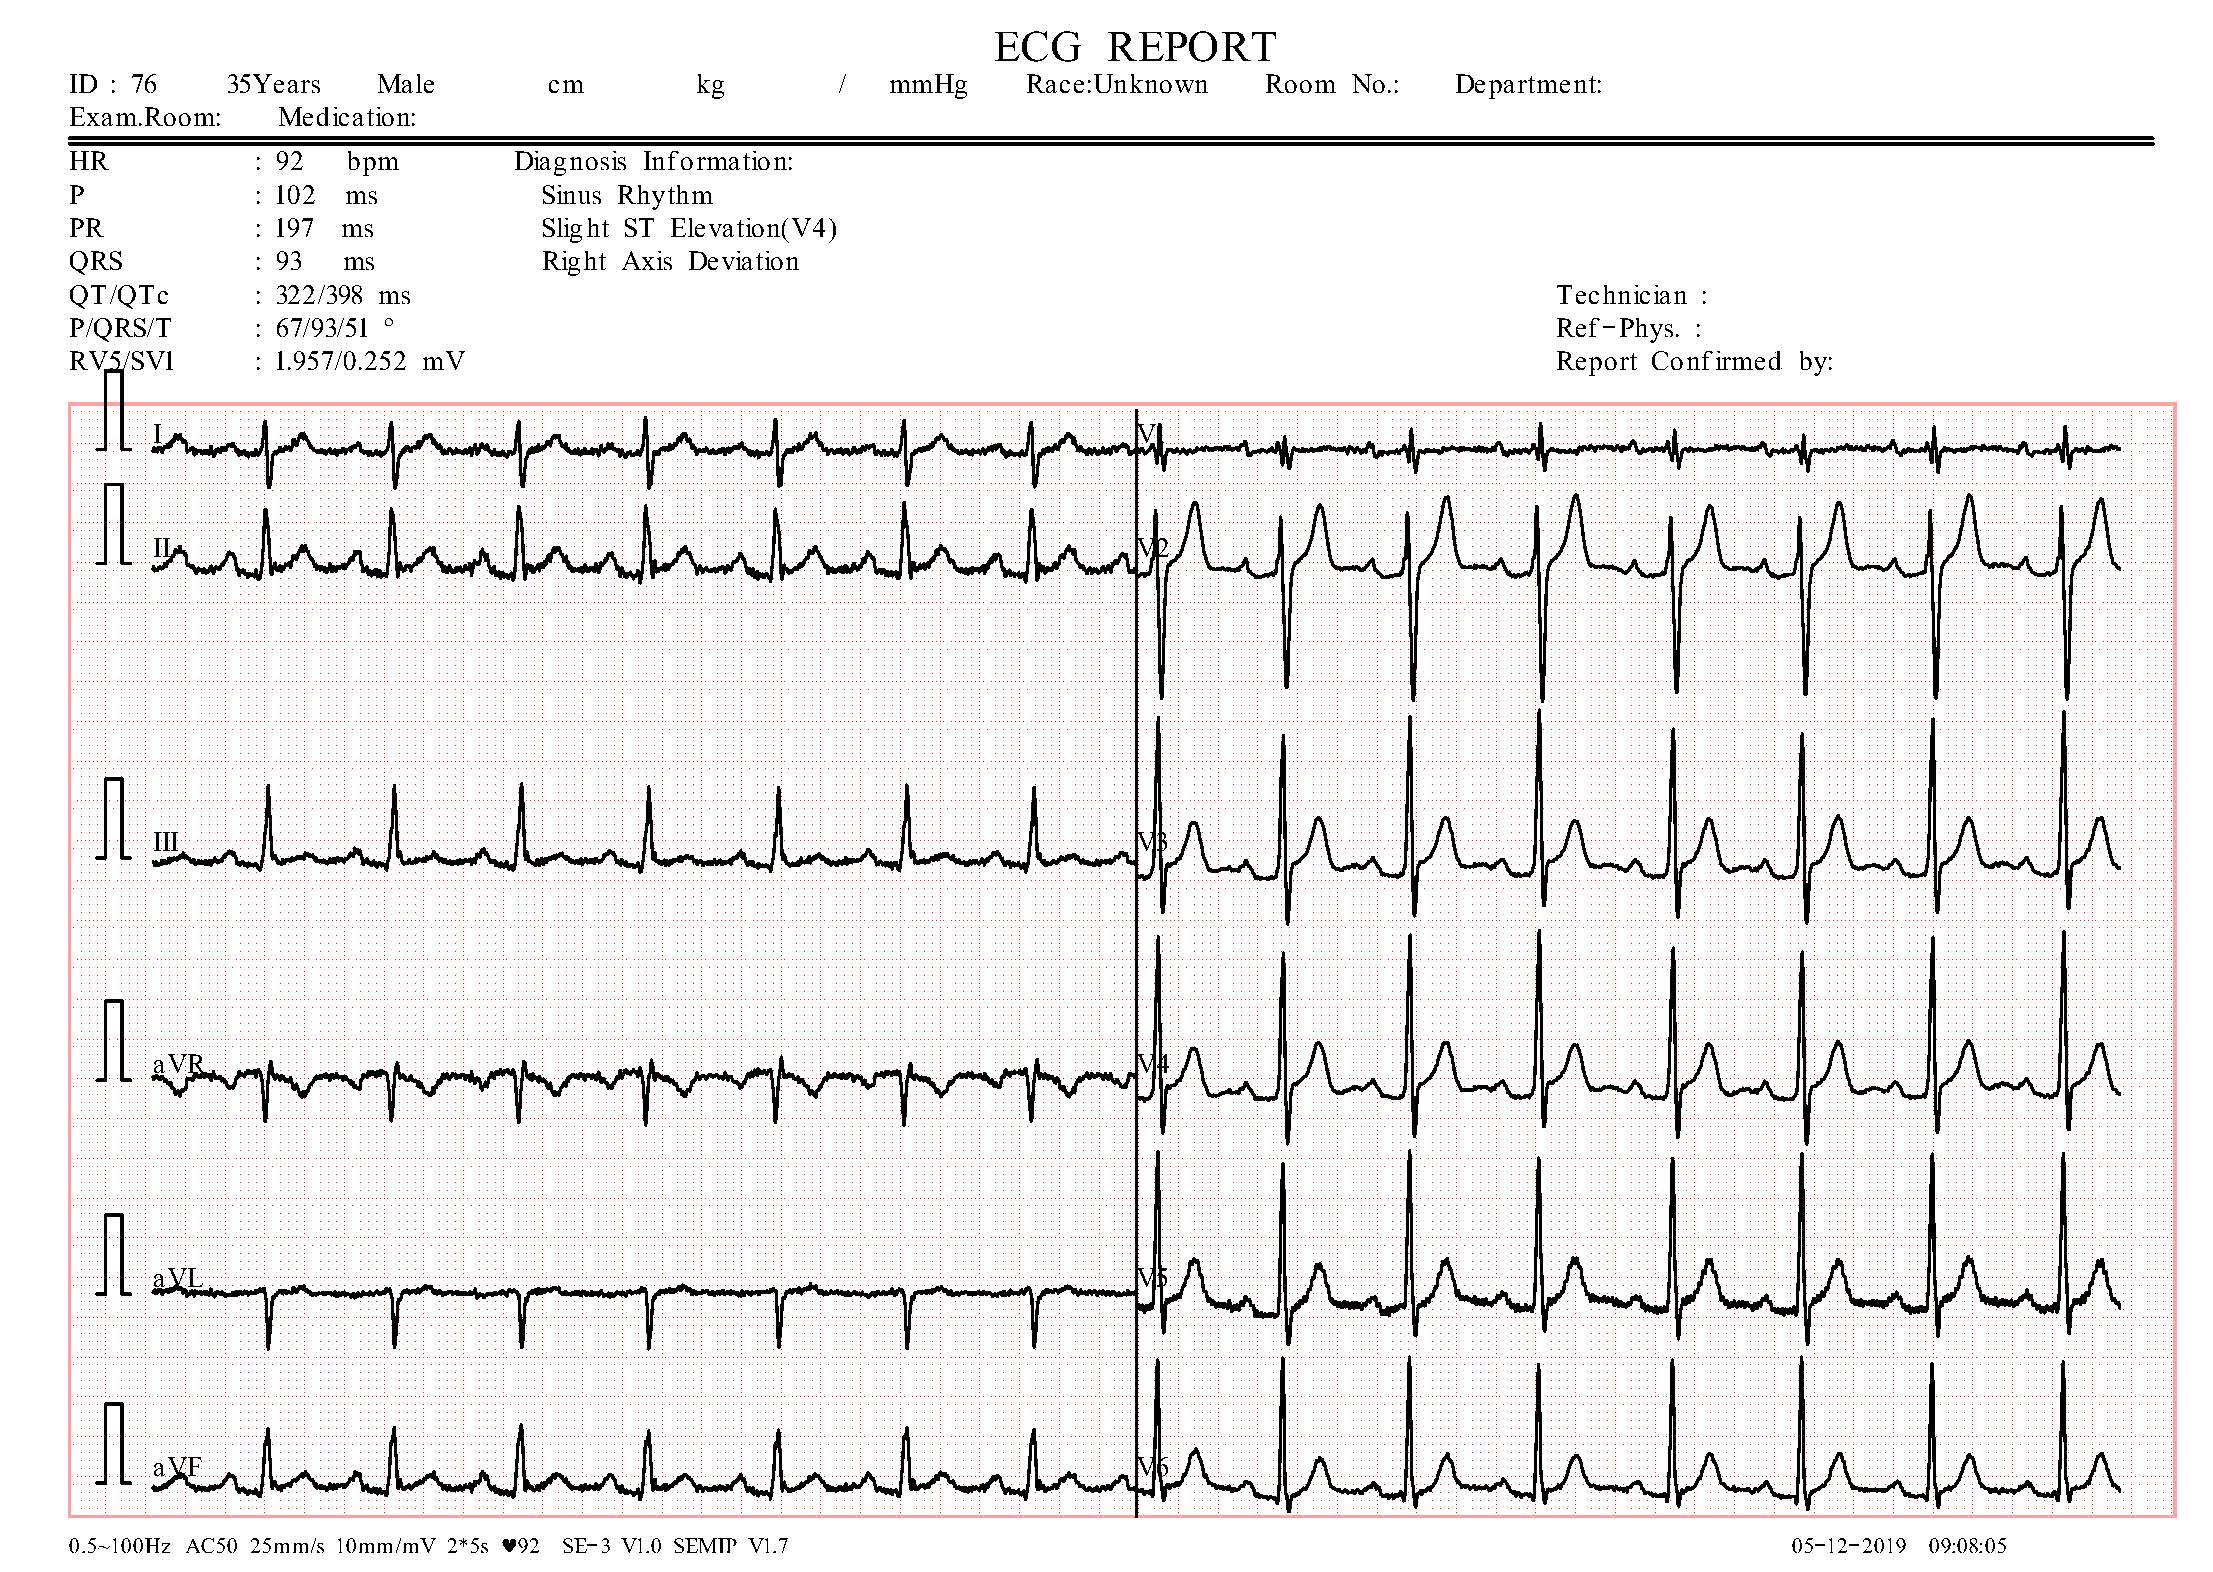 ECG REPORT
ID : 76 35Years Male cm kg / mmHg Race:Unknown Room No.: Department:
Exam.Room: Medication:
HR : 92 bpm Diagnosis Information:
P : 102 ms Sinus Rhythm
PR : 197 ms Slight ST Elevation(V4)
QRS : 93 ms Right Axis Deviation
QT/QTc : 322/398 ms Technician :
P/QRS/T : 67/93/51 ° Ref-Phys. :
RV5/SV1 : 1.957/0.252 mV Report Confirmed by:
I V1
II V2
III V3
aVR V4
aVL V5
aVF V6
0.5~100Hz AC50 25mm/s 10mm/mV 2*5s ♥92 SE-3 V1.0 SEMIP V1.7 05-12-2019 09:08:05